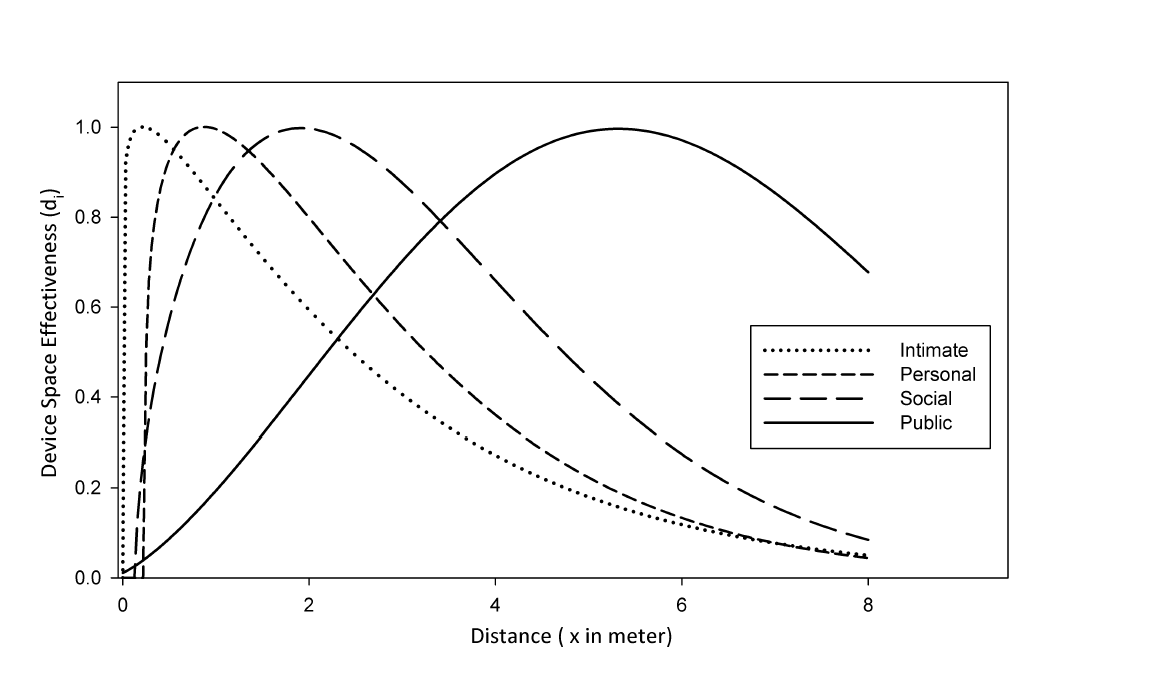 1.0
0.8
0.6
0.4
0.2
0.0
Device Space Effectiveness (di)
0 2 4 6 8
Distance ( x in meter)
Intimate
Personal
Social
Public